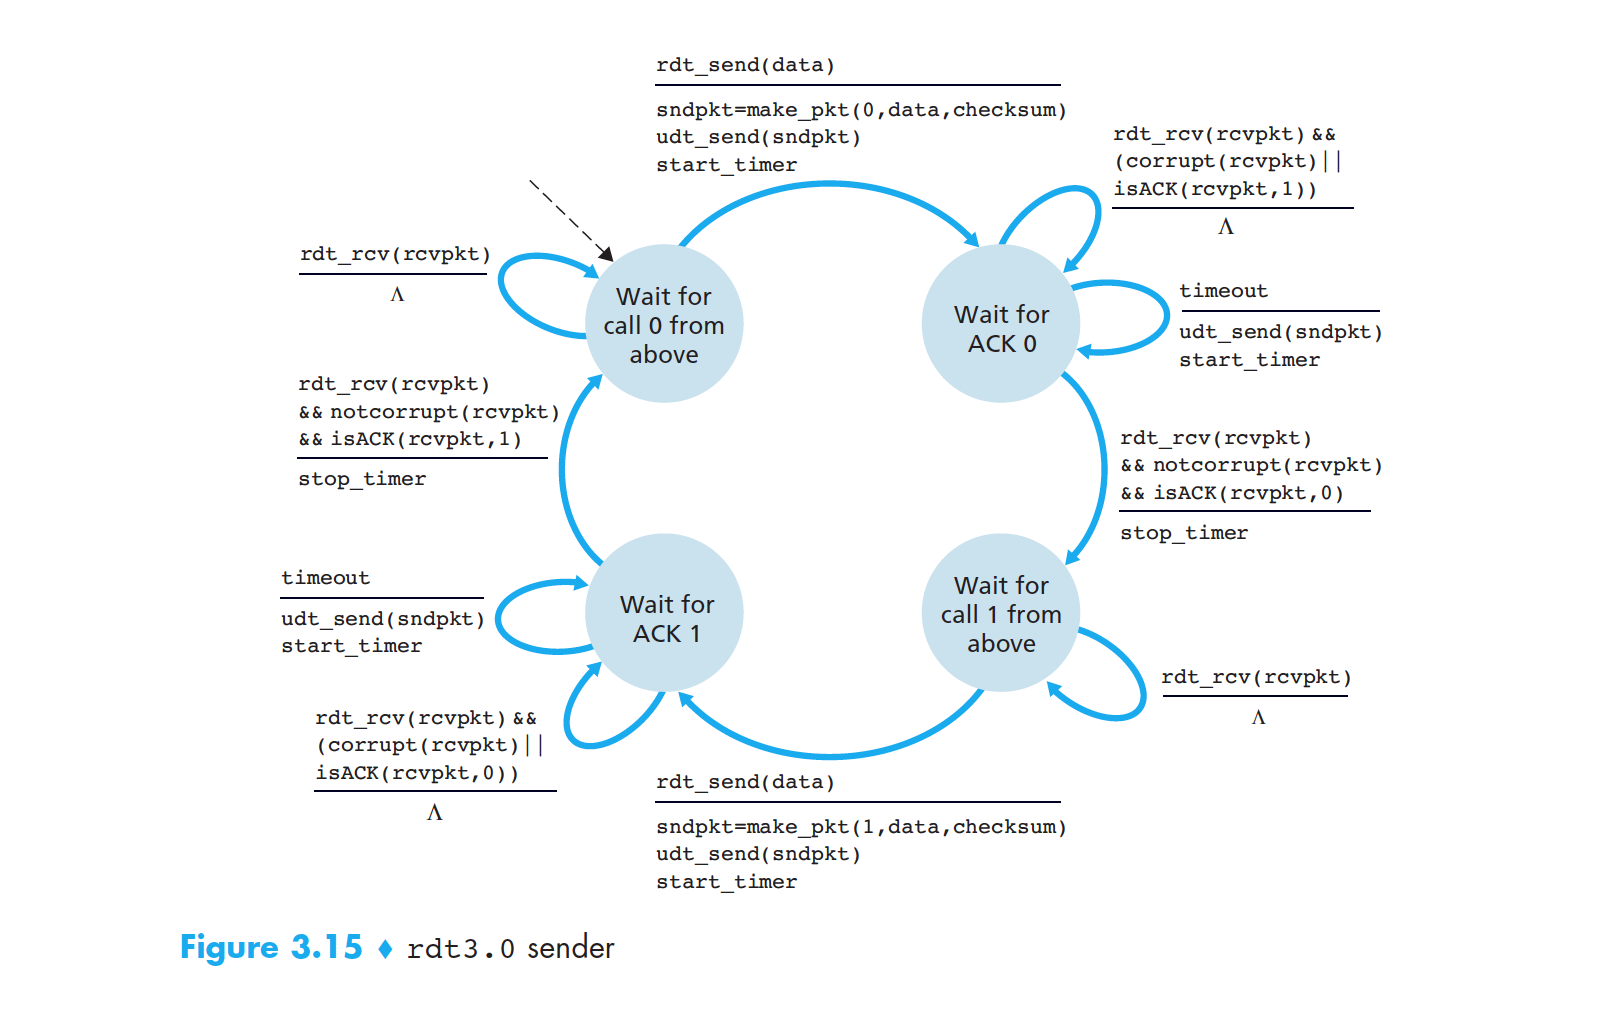 rdt_send(data)
sndpkt=make_pkt(0,data,checksum)
udt_send(sndpkt)
start_timer
rdt_rcv(rcvpkt) &&
(corrupt(rcvpkt)||
isACK(rcvpkt,1))
Λ
rdt_rcv(rcvpkt)
Λ
Wait for
call 0 from
above
Wait for
ACK 0
timeout
udt_send(sndpkt)
start_timer
rdt_rcv(rcvpkt)
&& notcorrupt(rcvpkt)
&& isACK(rcvpkt,1)
stop_timer
rdt_rcv(rcvpkt)
&& notcorrupt(rcvpkt)
&& isACK(rcvpkt,0)
stop_timer
timeout
udt_send(sndpkt)
start_timer
Wait for
ACK 1
Wait for
call 1 from
above
rdt_rcv(rcvpkt)
Λ
rdt_rcv(rcvpkt) &&
(corrupt(rcvpkt)||
isACK(rcvpkt,0))
Λ
rdt_send(data)
sndpkt=make_pkt(1,data,checksum)
udt_send(sndpkt)
start_timer
Figure 3.15 ♦ rdt3.0 sender